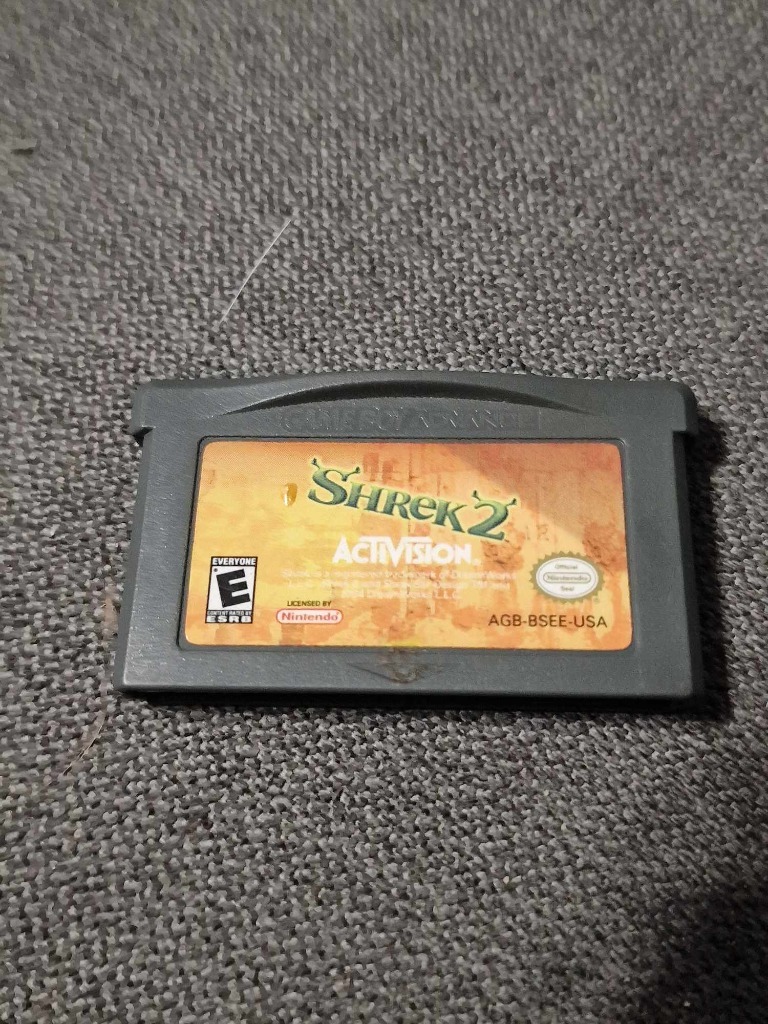 GAME BOY ADVANCE
SHREK 2
ACTIVISION
EVERYONE
E
CONTENT RATED BY
ESRB
LICENSED BY
Nintendo
Official
Nintendo
Seal
AGB-BSEE-USA